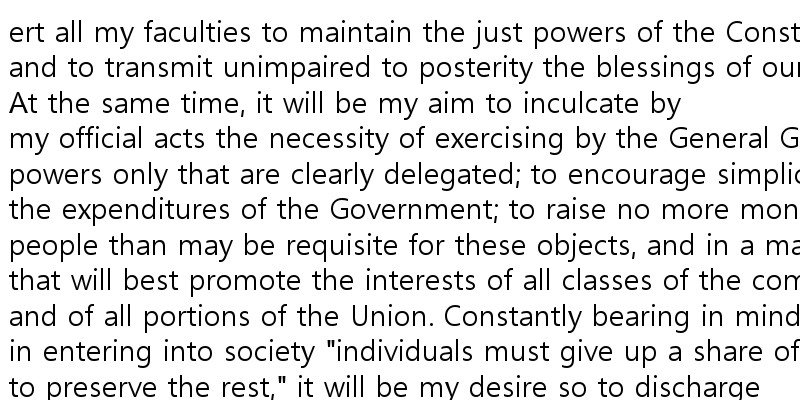 ert all my faculties to maintain the just powers of the Const
and to transmit unimpaired to posterity the blessings of our
At the same time, it will be my aim to inculcate by
my official acts the necessity of exercising by the General G
powers only that are clearly delegated; to encourage simplic
the expenditures of the Government; to raise no more mon
people than may be requisite for these objects, and in a ma
that will best promote the interests of all classes of the com
and of all portions of the Union. Constantly bearing in mind
in entering into society "individuals must give up a share of
to preserve the rest," it will be my desire so to discharge